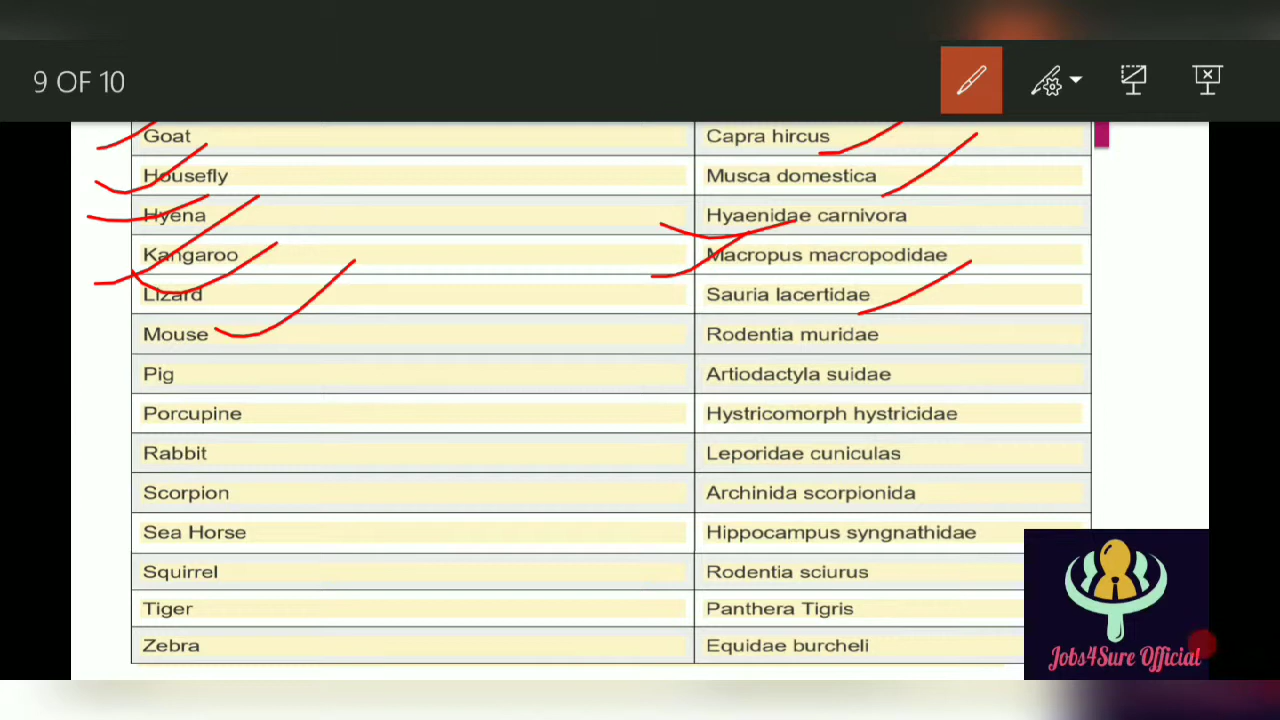 9 OF 10
Goat Capra hircus
Housefly Musca domestica
Hyena Hyaenidae carnivora
Kangaroo Macropus macropodidae
Lizard Sauria lacertidae
Mouse Rodentia muridae
Pig Artiodactyla suidae
Porcupine Hystricomorph hystricidae
Rabbit Leporidae cuniculas
Scorpion Archinida scorpionida
Sea Horse Hippocampus syngnathidae
Squirrel Rodentia sciurus
Tiger Panthera Tigris
Zebra Equidae burcheli
Jobs4Sure Official